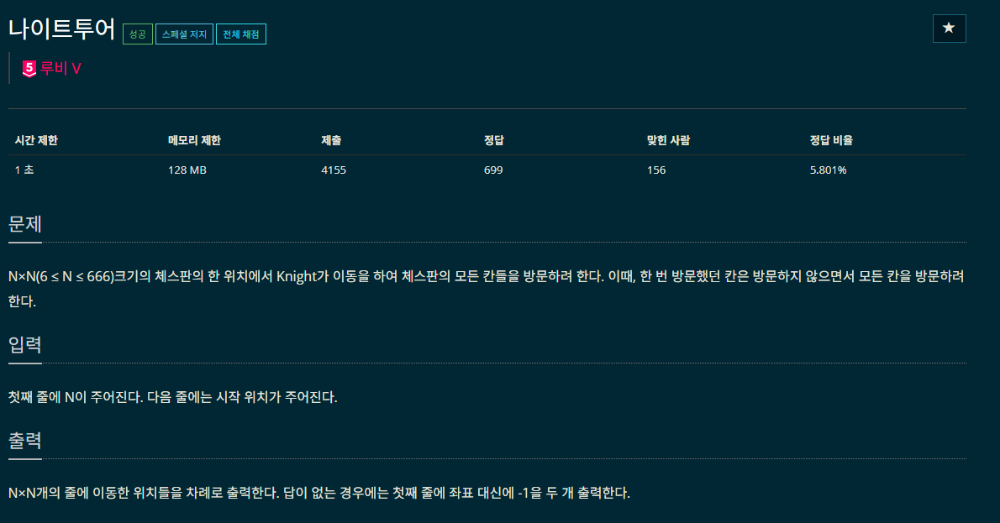 나이트투어 성공 스페셜 저지 전체 채점
★
5 루비 V
시간 제한 메모리 제한 제출 정답 맞힌 사람 정답 비율
1 초 128 MB 4155 699 156 5.801%
문제
N×N(6 ≤ N ≤ 666)크기의 체스판의 한 위치에서 Knight가 이동을 하여 체스판의 모든 칸들을 방문하려 한다. 이때, 한 번 방문했던 칸은 방문하지 않으면서 모든 칸을 방문하려
한다.
입력
첫째 줄에 N이 주어진다. 다음 줄에는 시작 위치가 주어진다.
출력
N×N개의 줄에 이동한 위치들을 차례로 출력한다. 답이 없는 경우에는 첫째 줄에 좌표 대신에 -1을 두 개 출력한다.